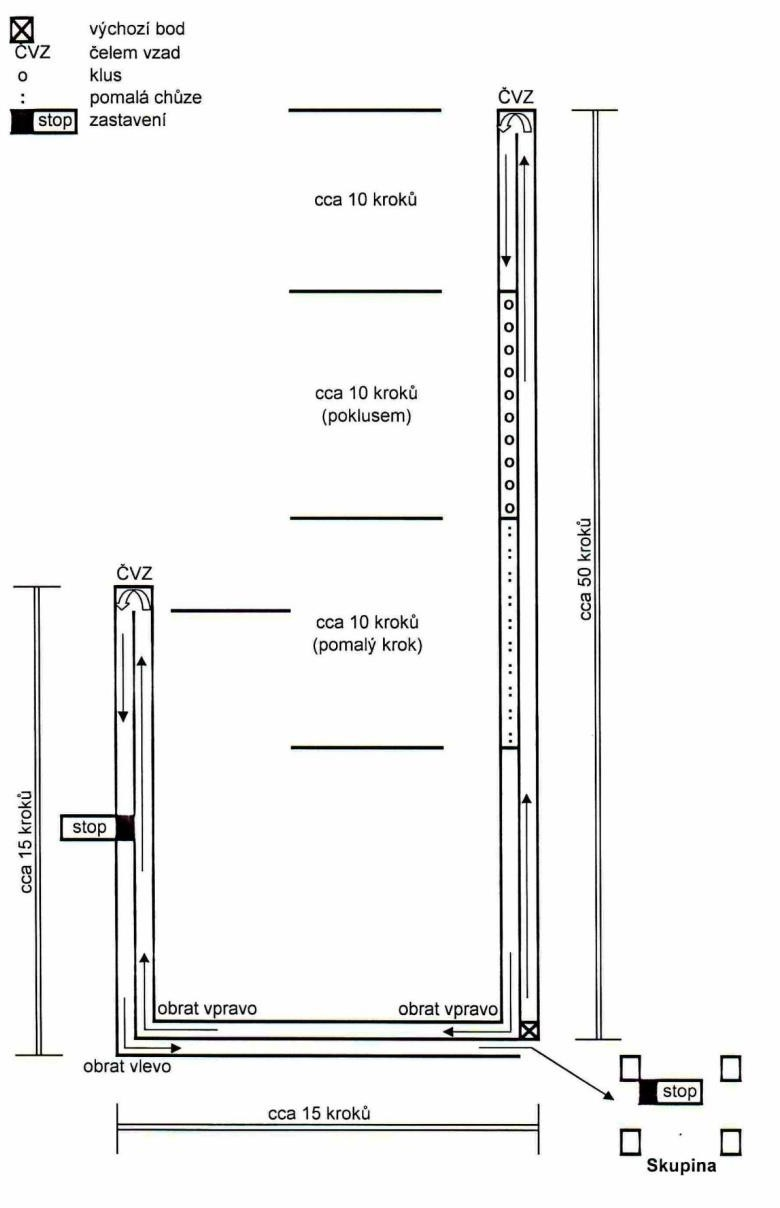 výchozí bod
ČVZ čelem vzad
o klus
: pomalá chůze
stop zastavení
ČVZ
cca 10 kroků
o
o
o
o
o
o
o
o
o
o
cca 10 kroků
(poklusem)
:
:
:
:
:
:
:
:
:
:
cca 50 kroků
ČVZ
cca 10 kroků
(pomalý krok)
cca 15 kroků
stop
obrat vpravo
obrat vpravo
obrat vlevo
stop
cca 15 kroků
Skupina